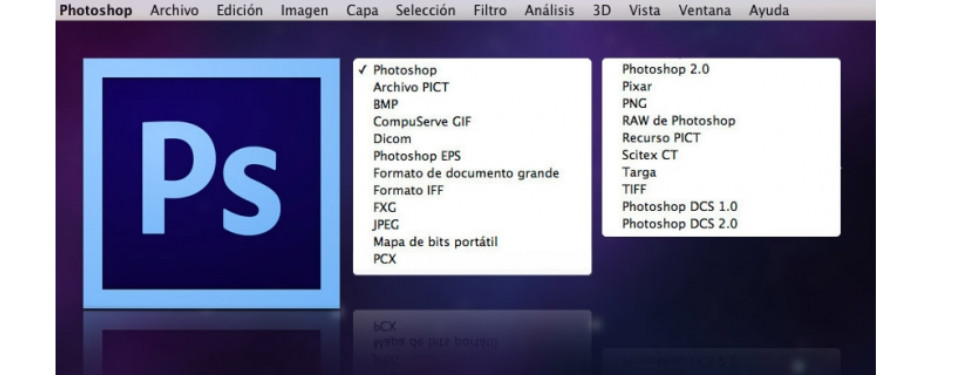 Photoshop Archivo Edición Imagen Capa Selección Filtro Análisis 3D Vista Ventana Ayuda
Ps
✓ Photoshop
Archivo PICT
BMP
CompuServe GIF
Dicom
Photoshop EPS
Formato de documento grande
Formato IFF
FXG
JPEG
Mapa de bits portátil
PCX
Photoshop 2.0
Pixar
PNG
RAW de Photoshop
Recurso PICT
Scitex CT
Targa
TIFF
Photoshop DCS 1.0
Photoshop DCS 2.0